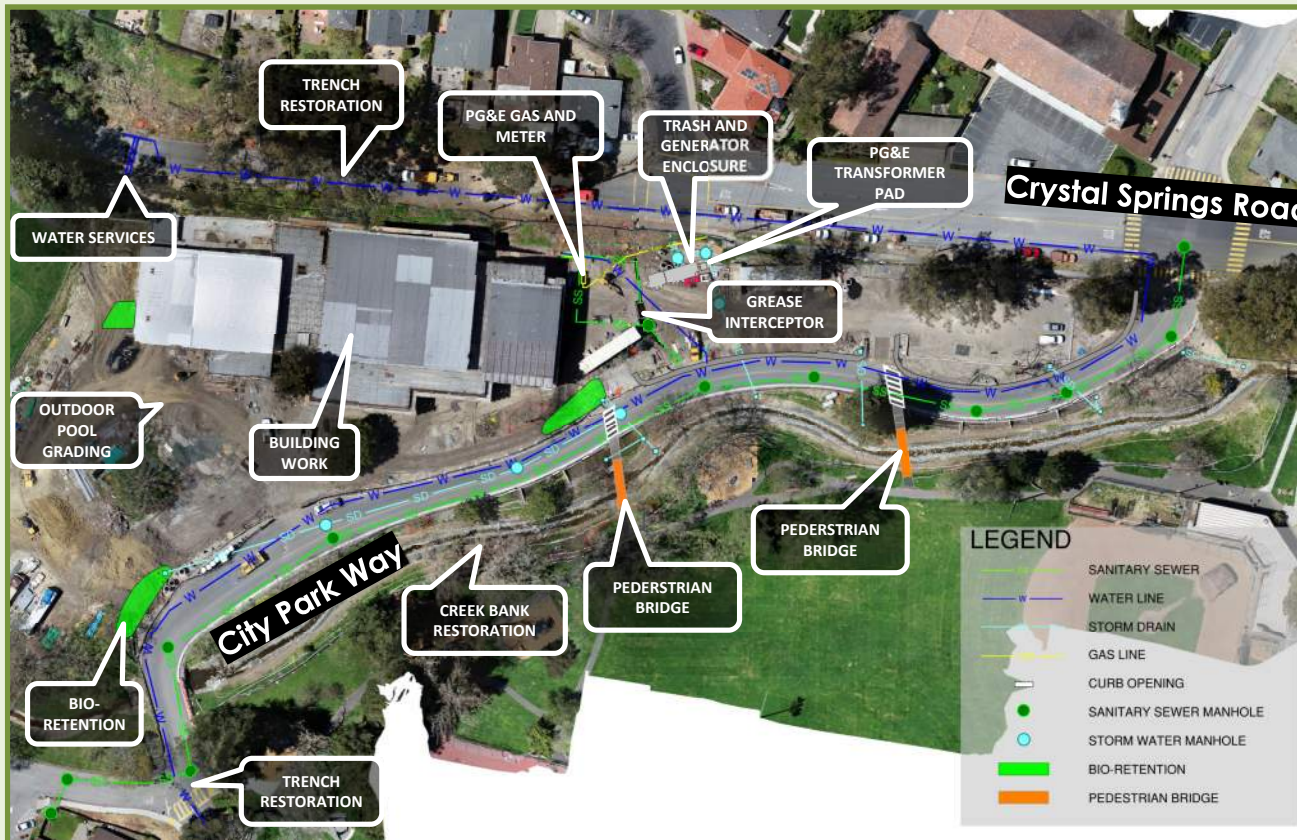 TRENCH
RESTORATION
PG&E GAS AND
METER
TRASH AND
GENERATOR
ENCLOSURE
PG&E
TRANSFORMER
PAD
Crystal Springs Road
WATER SERVICES
GREASE
INTERCEPTOR
OUTDOOR
POOL
GRADING
BUILDING
WORK
PEDERSTRIAN
BRIDGE
PEDERSTRIAN
BRIDGE
City Park Way
CREEK BANK
RESTORATION
BIO-
RETENTION
TRENCH
RESTORATION
LEGEND
SANITARY SEWER
W
WATER LINE
STORM DRAIN
GAS LINE
CURB OPENING
SANITARY SEWER MANHOLE
STORM WATER MANHOLE
BIO-RETENTION
PEDESTRIAN BRIDGE